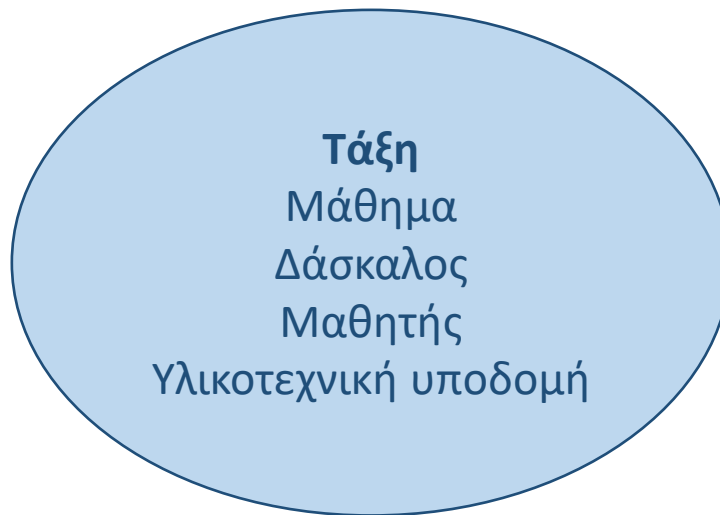 Τάξη
Μάθημα
Δάσκαλος
Μαθητής
Υλικοτεχνική υποδομή